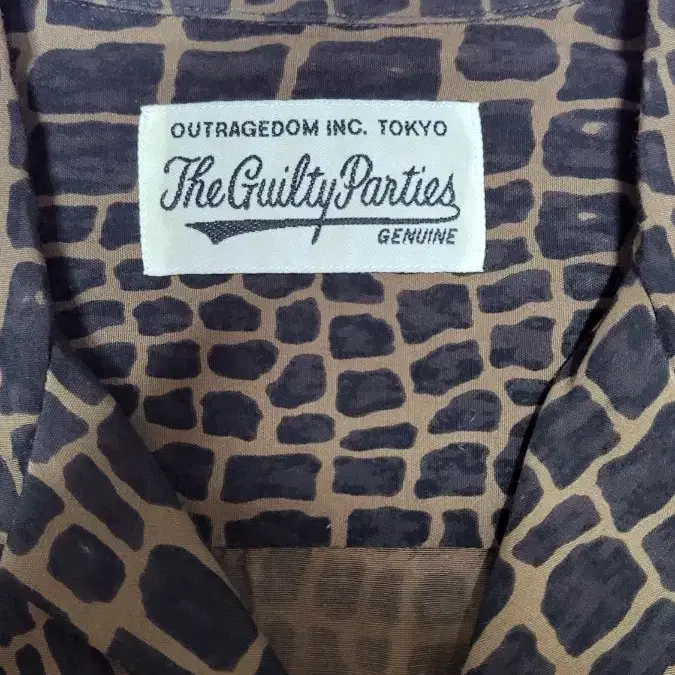 OUTRAGEDOM INC. TOKYO
The Guilty Parties
GENUINE